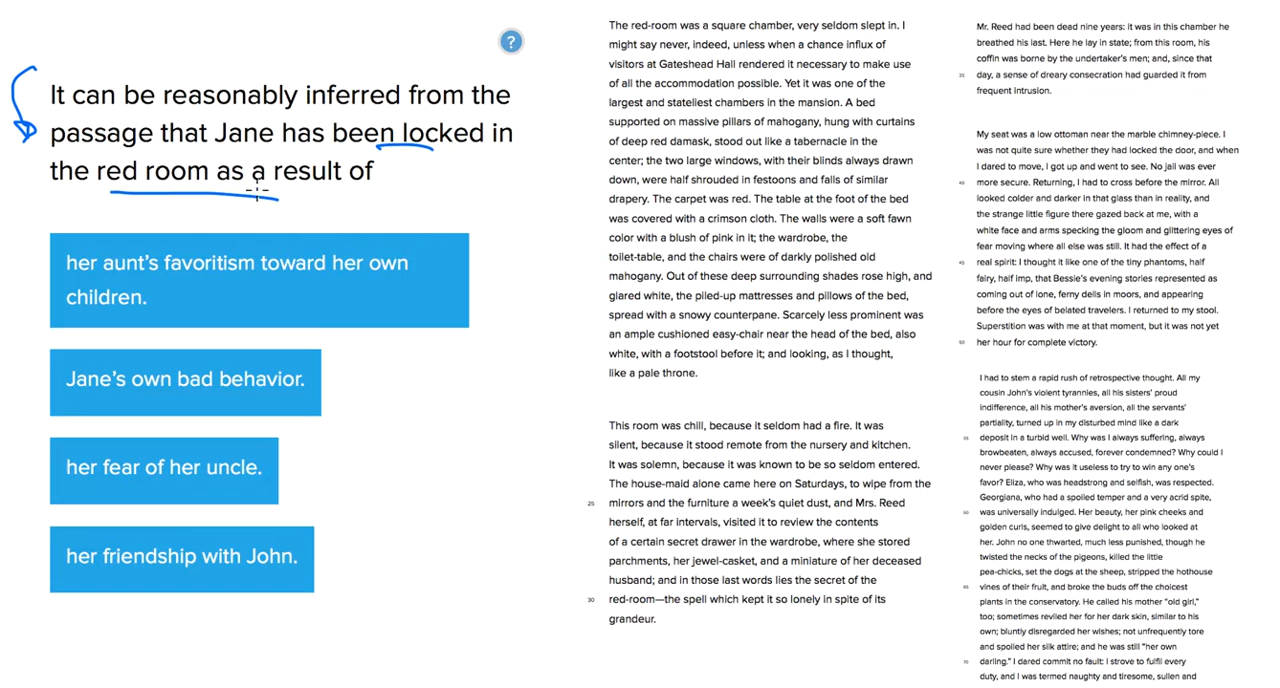 ?
It can be reasonably inferred from the
passage that Jane has been locked in
the red room as a result of
her aunt's favoritism toward her own
children.
Jane's own bad behavior.
her fear of her uncle.
her friendship with John.
The red-room was a square chamber, very seldom slept in. I
might say never, indeed, unless when a chance influx of
visitors at Gateshead Hall rendered it necessary to make use
of all the accommodation possible. Yet it was one of the
largest and stateliest chambers in the mansion. A bed
supported on massive pillars of mahogany, hung with curtains
of deep red damask, stood out like a tabernacle in the
center; the two large windows, with their blinds always drawn
down, were half shrouded in festoons and falls of similar
drapery. The carpet was red. The table at the foot of the bed
was covered with a crimson cloth. The walls were a soft fawn
color with a blush of pink in it; the wardrobe, the
toilet-table, and the chairs were of darkly polished old
mahogany. Out of these deep surrounding shades rose high, and
glared white, the piled-up mattresses and pillows of the bed,
spread with a snowy counterpane. Scarcely less prominent was
an ample cushioned easy-chair near the head of the bed, also
white, with a footstool before it; and looking, as I thought,
like a pale throne.
This room was chill, because it seldom had a fire. It was
silent, because it stood remote from the nursery and kitchen.
It was solemn, because it was known to be so seldom entered.
The house-maid alone came here on Saturdays, to wipe from the
25 mirrors and the furniture a week's quiet dust, and Mrs. Reed
herself, at far intervals, visited it to review the contents
of a certain secret drawer in the wardrobe, where she stored
parchments, her jewel-casket, and a miniature of her deceased
husband; and in those last words lies the secret of the
30 red-room—the spell which kept it so lonely in spite of its
grandeur.
Mr. Reed had been dead nine years: it was in this chamber he
breathed his last. Here he lay in state; from this room, his
coffin was borne by the undertaker's men; and, since that
35 day, a sense of dreary consecration had guarded it from
frequent intrusion.
My seat was a low ottoman near the marble chimney-piece. I
was not quite sure whether they had locked the door, and when
I dared to move, I got up and went to see. No jail was ever
40 more secure. Returning, I had to cross before the mirror. All
looked colder and darker in that glass than in reality, and
the strange little figure there gazed back at me, with a
white face and arms specking the gloom and glittering eyes of
fear moving where all else was still. It had the effect of a
45 real spirit: I thought it like one of the tiny phantoms, half
fairy, half imp, that Bessie's evening stories represented as
coming out of lone, ferny dells in moors, and appearing
before the eyes of belated travelers. I returned to my stool.
Superstition was with me at that moment, but it was not yet
50 her hour for complete victory.
I had to stem a rapid rush of retrospective thought. All my
cousin John's violent tyrannies, all his sisters' proud
indifference, all his mother's aversion, all the servants'
partiality, turned up in my disturbed mind like a dark
55 deposit in a turbid well. Why was I always suffering, always
browbeaten, always accused, forever condemned? Why could I
never please? Why was it useless to try to win any one's
favor? Eliza, who was headstrong and selfish, was respected.
Georgiana, who had a spoiled temper and a very acrid spite,
60 was universally indulged. Her beauty, her pink cheeks and
golden curls, seemed to give delight to all who looked at
her. John no one thwarted, much less punished, though he
twisted the necks of the pigeons, killed the little
pea-chicks, set the dogs at the sheep, stripped the hothouse
65 vines of their fruit, and broke the buds off the choicest
plants in the conservatory. He called his mother "old girl,"
too; sometimes reviled her for her dark skin, similar to his
own; bluntly disregarded her wishes; not unfrequently tore
and spoiled her silk attire; and he was still "her own
70 darling." I dared commit no fault: I strove to fulfil every
duty, and I was termed naughty and tiresome, sullen and